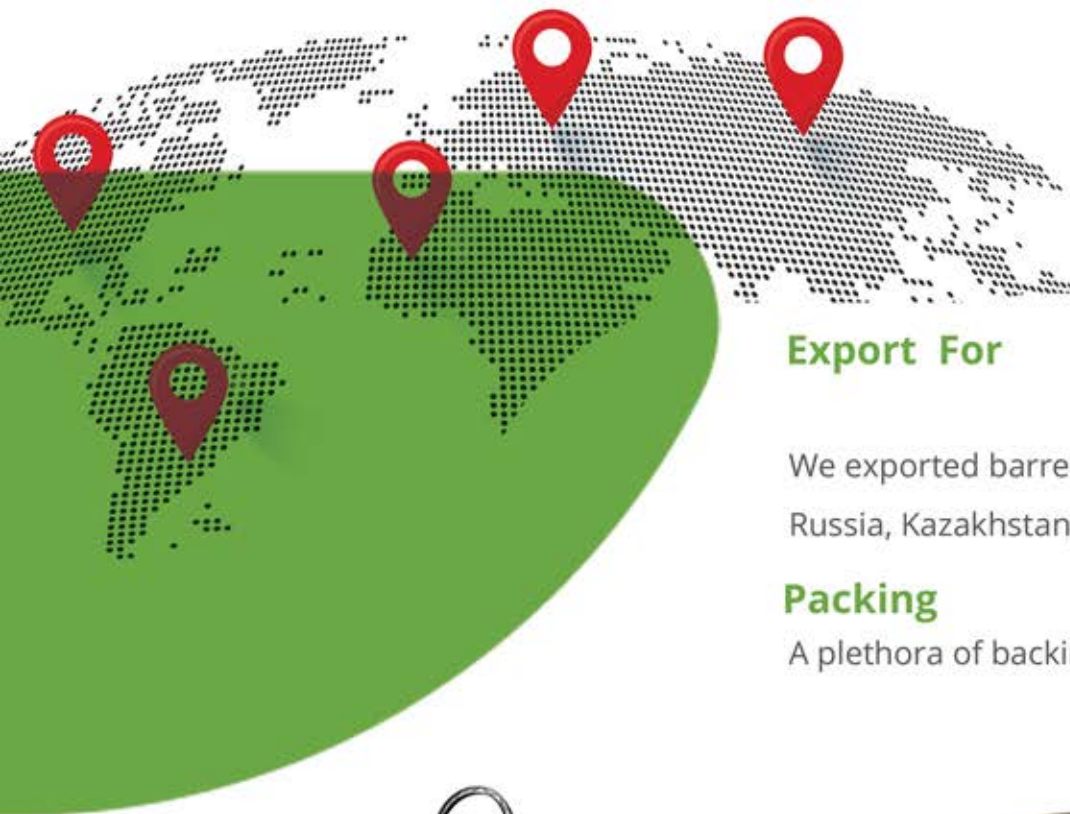 Export For
We exported barre
Russia, Kazakhstan
Packing
A plethora of backi